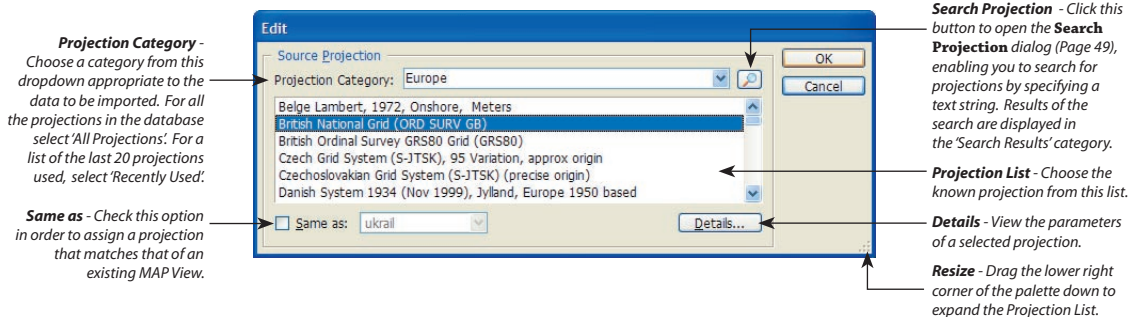 Projection Category -
Choose a category from this
dropdown appropriate to the
data to be imported. For all
the projections in the database
select 'All Projections'. For a
list of the last 20 projections
used, select 'Recently Used'.
Same as - Check this option
in order to assign a projection
that matches that of an
existing MAP View.
Edit
Source Projection
Projection Category: Europe
Belge Lambert, 1972, Onshore, Meters
British National Grid (ORD SURV GB)
British Ordinal Survey GRS80 Grid (GRS80)
Czech Grid System (S-JTSK), 95 Variation, approx origin
Czechoslovakian Grid System (S-JTSK) (precise origin)
Danish System 1934 (Nov 1999), Jylland, Europe 1950 based
Same as: ukrail
Details...
OK
Cancel
Search Projection - Click this
button to open the Search
Projection dialog (Page 49),
enabling you to search for
projections by specifying a
text string. Results of the
search are displayed in
the 'Search Results' category.
Projection List - Choose the
known projection from this list.
Details - View the parameters
of a selected projection.
Resize - Drag the lower right
corner of the palette down to
expand the Projection List.